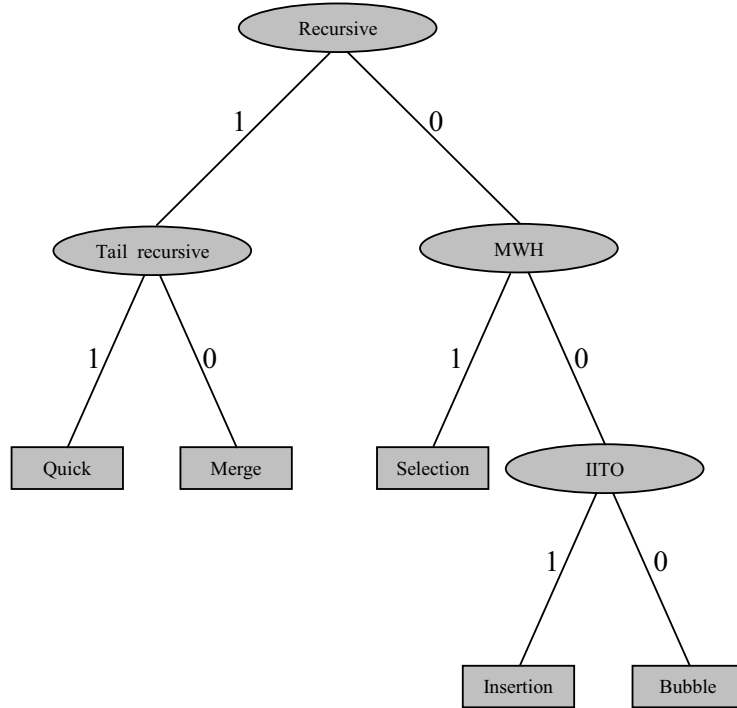 Recursive
1
0
Tail recursive
MWH
1
0
1
0
Quick
Merge
Selection
IITO
1
0
Insertion
Bubble